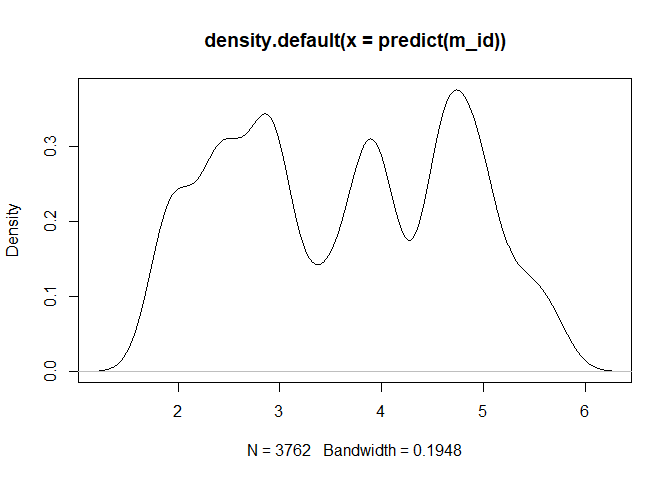 density.default(x = predict(m_id))
Density
0.3
0.2
0.1
0.0
2 3 4 5 6
N = 3762 Bandwidth = 0.1948